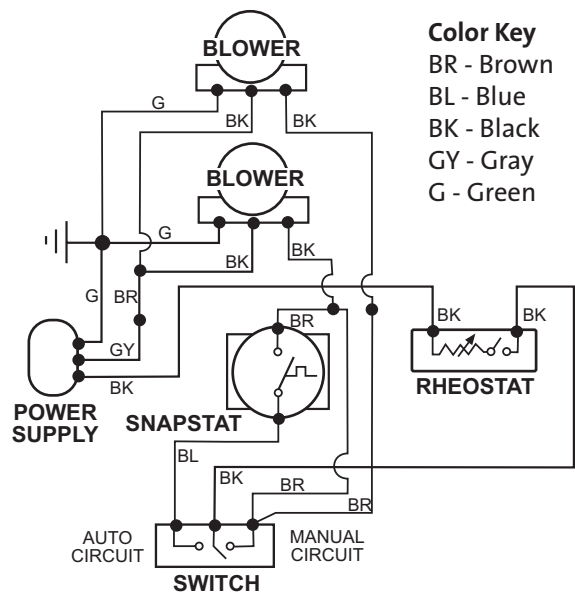 BLOWER
Color Key
BR - Brown
BL - Blue
BK - Black
GY - Gray
G - Green
G
BK
BK
BLOWER
G
BK
BK
G
BR
GY
BK
POWER
SUPPLY
BR
SNAPSTAT
BK
BK
RHEOSTAT
BL
BK
BR
BR
AUTO
CIRCUIT
MANUAL
CIRCUIT
SWITCH